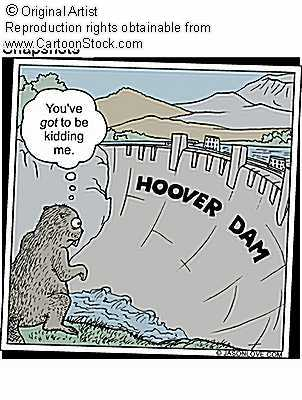 © Original Artist
Reproduction rights obtainable from
www.CartoonStock.com
Snapshots
You've
got to be
kidding
me.
HOOVER DAM
© JASONLOVE.COM